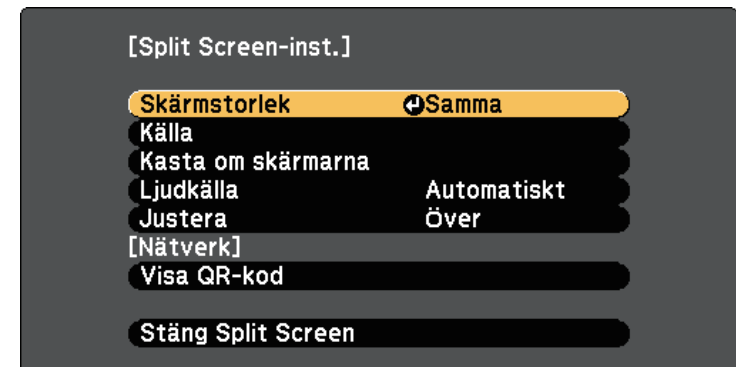 [Split Screen-inst.]
Skärmstorlek Samma
Källa
Kasta om skärmarna
Ljudkälla Automatiskt
Justera Över
[Nätverk]
Visa QR-kod
Stäng Split Screen